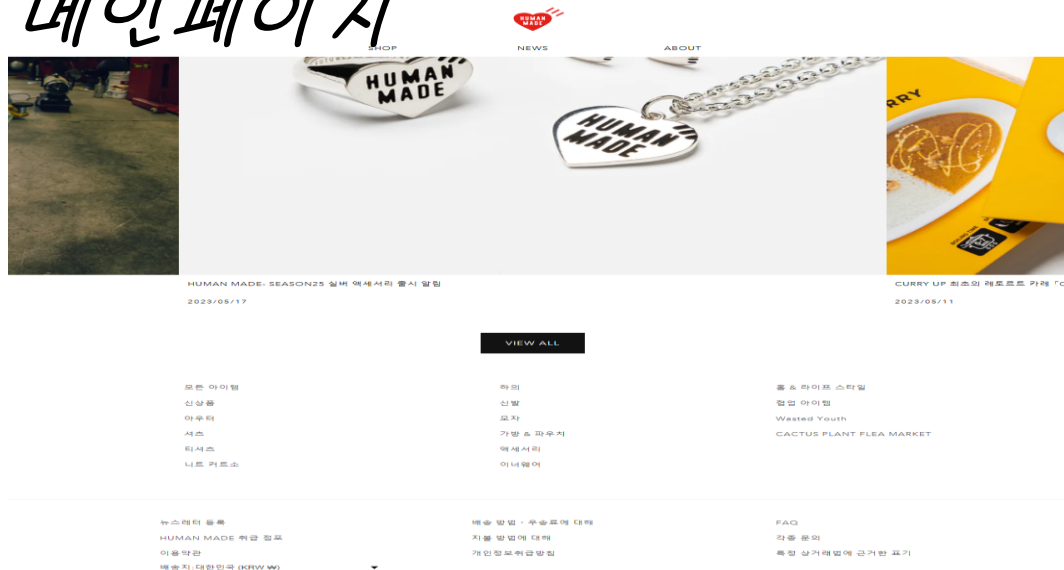 메인페이지
HUMAN MADE
SHOP NEWS ABOUT
HUMAN MADE
HUMAN MADE
RRY
HUMAN MADE- SEASON25 실버 액세서리 출시 알림
2023/05/17
CURRY UP 최초의 레토르트 카레「C
2023/05/11
VIEW ALL
모든 아이템
신상품
아우터
셔츠
티셔츠
니트 커트소
하의
신발
모자
가방 & 파우치
액세서리
이너웨어
홈 & 라이프 스타일
협업 아이템
Wasted Youth
CACTUS PLANT FLEA MARKET
뉴스레터 등록
HUMAN MADE 취급 점포
이용약관
배송지: 대한민국 (KRW ₩)
배송 방법 · 우송료에 대해
지불 방법에 대해
개인정보취급방침
FAQ
각종 문의
특정 상거래법에 근거한 표기